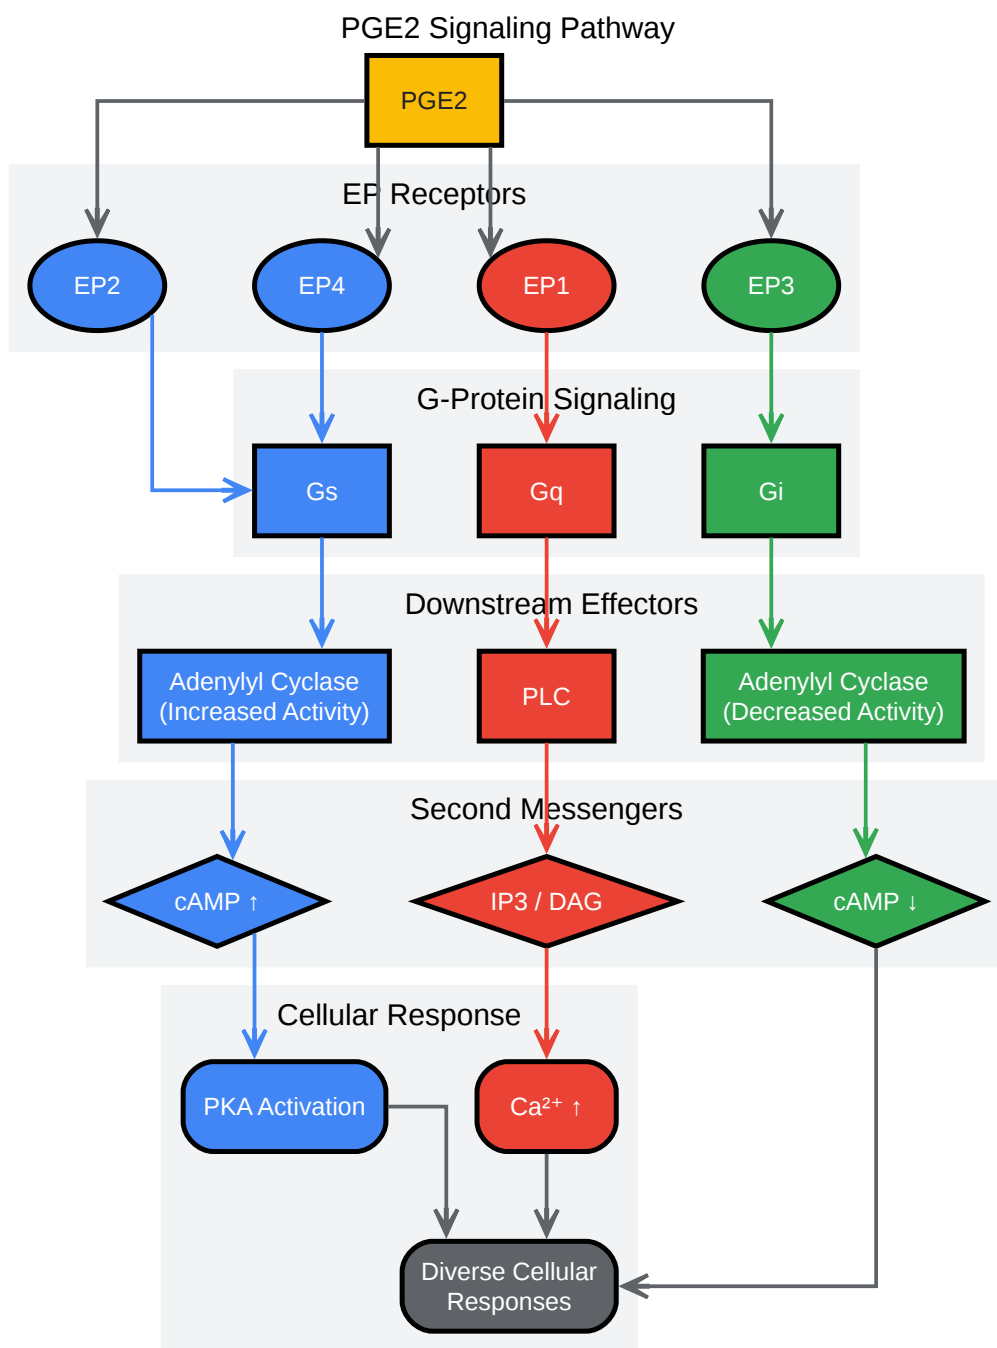 PGE2 Signaling Pathway
PGE2
EP Receptors
EP2
EP4
EP1
EP3
G-Protein Signaling
Gs
Gq
Gi
Downstream Effectors
Adenylyl Cyclase
(Increased Activity)
PLC
Adenylyl Cyclase
(Decreased Activity)
Second Messengers
cAMP ↑
IP3 / DAG
cAMP ↓
Cellular Response
PKA Activation
Ca²⁺ ↑
Diverse Cellular
Responses